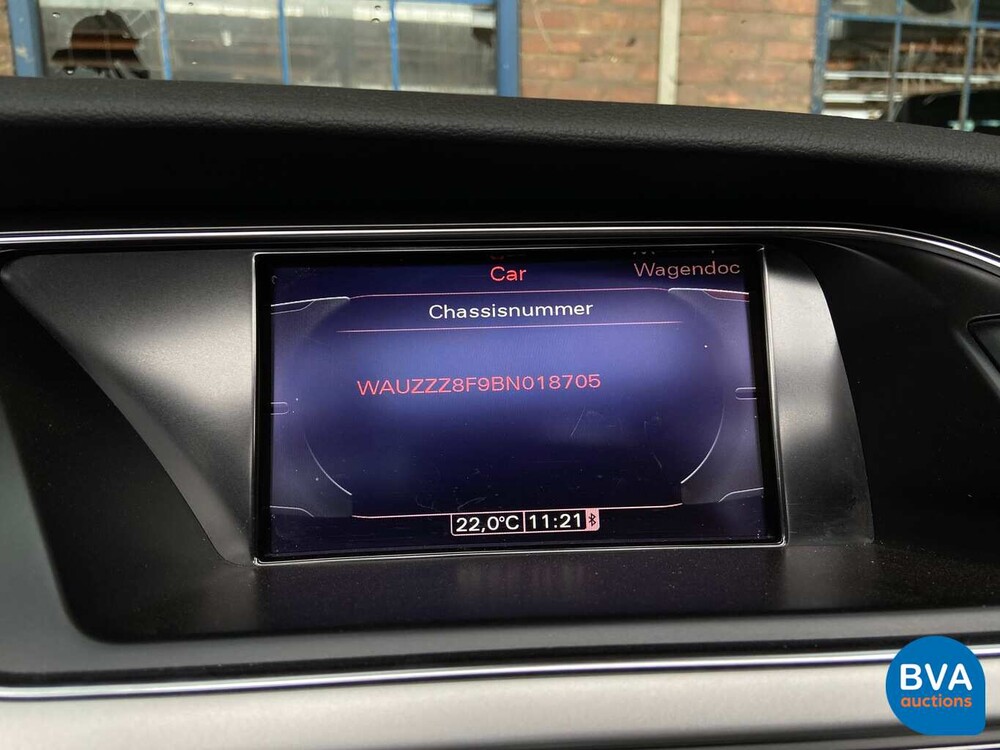 Car
Wagendoc
Chassisnummer
WAUZZZ8F9BN018705
22,0°C 11:21
BVA
auctions